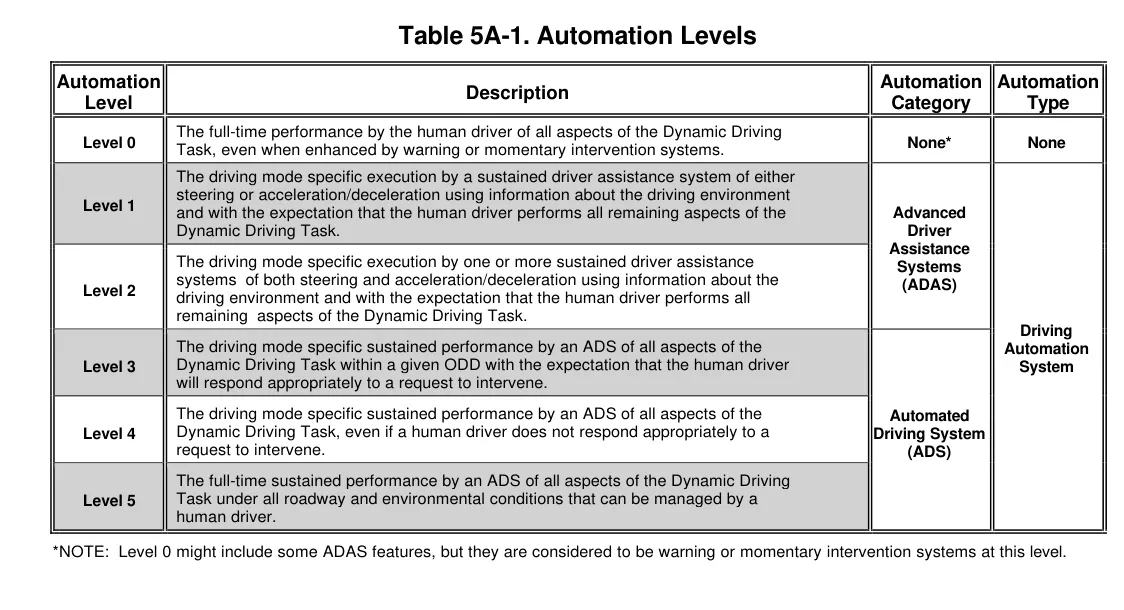 Table 5A-1. Automation Levels
Automation
Level
Description
Automation
Category
Automation
Type
Level 0
The full-time performance by the human driver of all aspects of the Dynamic Driving
Task, even when enhanced by warning or momentary intervention systems.
None*
None
Level 1
The driving mode specific execution by a sustained driver assistance system of either
steering or acceleration/deceleration using information about the driving environment
and with the expectation that the human driver performs all remaining aspects of the
Dynamic Driving Task.
Advanced
Driver
Assistance
Systems
(ADAS)
Driving
Automation
System
Level 2
The driving mode specific execution by one or more sustained driver assistance
systems  of both steering and acceleration/deceleration using information about the
driving environment and with the expectation that the human driver performs all
remaining  aspects of the Dynamic Driving Task.
Level 3
The driving mode specific sustained performance by an ADS of all aspects of the
Dynamic Driving Task within a given ODD with the expectation that the human driver
will respond appropriately to a request to intervene.
Automated
Driving System
(ADS)
Level 4
The driving mode specific sustained performance by an ADS of all aspects of the
Dynamic Driving Task, even if a human driver does not respond appropriately to a
request to intervene.
Level 5
The full-time sustained performance by an ADS of all aspects of the Dynamic Driving
Task under all roadway and environmental conditions that can be managed by a
human driver.
*NOTE:  Level 0 might include some ADAS features, but they are considered to be warning or momentary intervention systems at this level.